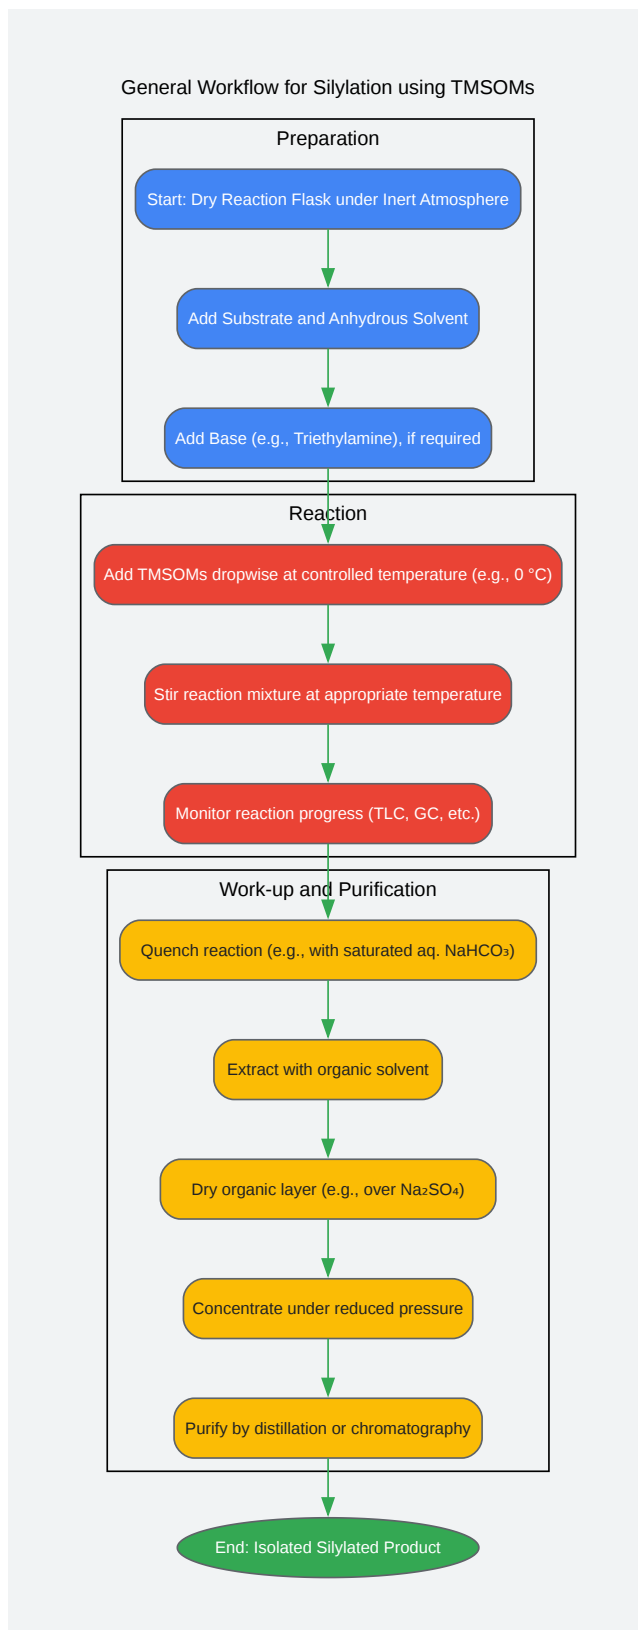 General Workflow for Silylation using TMSOMs
Preparation
Start: Dry Reaction Flask under Inert Atmosphere
Add Substrate and Anhydrous Solvent
Add Base (e.g., Triethylamine), if required
Reaction
Add TMSOMs dropwise at controlled temperature (e.g., 0 °C)
Stir reaction mixture at appropriate temperature
Monitor reaction progress (TLC, GC, etc.)
Work-up and Purification
Quench reaction (e.g., with saturated aq. NaHCO₃)
Extract with organic solvent
Dry organic layer (e.g., over Na₂SO₄)
Concentrate under reduced pressure
Purify by distillation or chromatography
End: Isolated Silylated Product